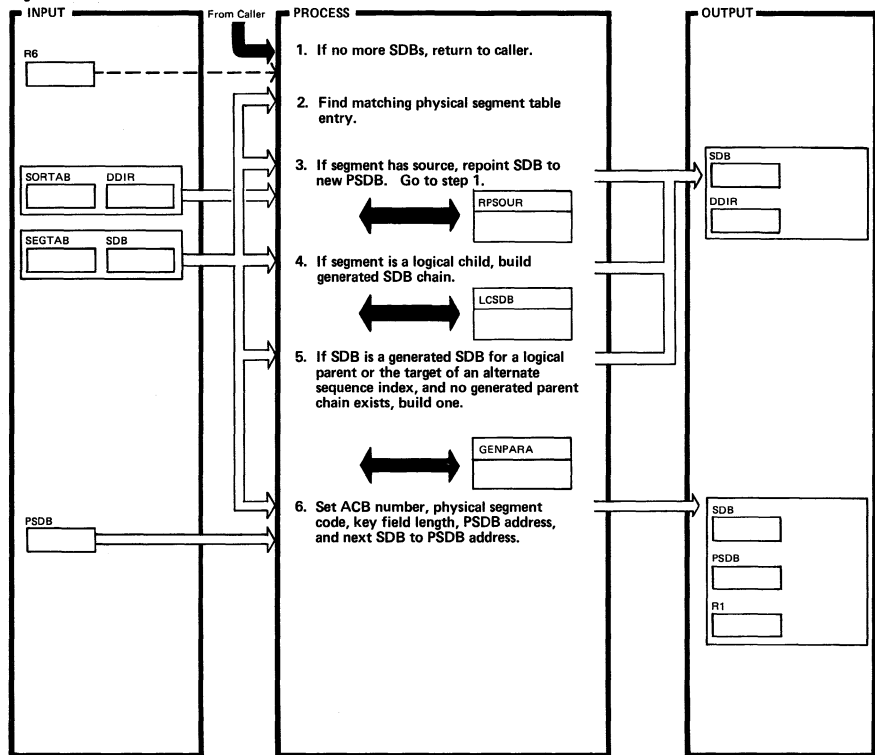 INPUT
From Caller
PROCESS
OUTPUT
R6
1. If no more SDBs, return to caller.
2. Find matching physical segment table
entry.
SORTAB DDIR
3. If segment has source, repoint SDB to
new PSDB. Go to step 1.
RPSOUR
SDB
DDIR
SEGTAB SDB
4. If segment is a logical child, build
generated SDB chain.
LCSDB
5. If SDB is a generated SDB for a logical
parent or the target of an alternate
sequence index, and no generated parent
chain exists, build one.
GENPARA
PSDB
6. Set ACB number, physical segment
code, key field length, PSDB address,
and next SDB to PSDB address.
SDB
PSDB
R1